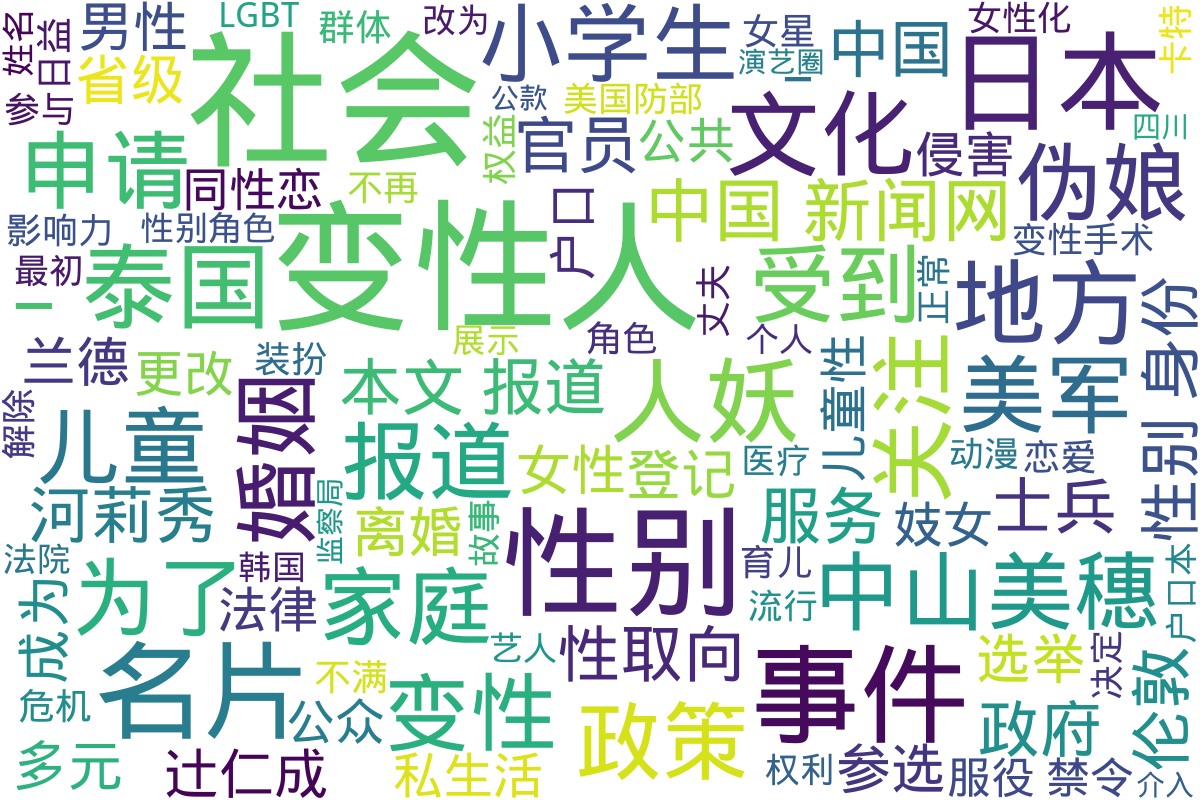 姓名
日益
参与
男性
省级
LGBT
群体
改为
社会
小学生
女星
演艺圈
中国
女性化
卡特
日本
公款
美国防部
申请
同性恋
不再
权益
官员
公共
文化
侵害
四川
伪娘
影响力
性别角色
变性人
户口
中国 新闻网
变性手术
最初
一
泰国
丈夫
受到
正常
地方
身份
兰德
更改
装扮
展示
角色
个人
儿童性
关注
美军
解除
儿童
婚姻
本文 报道
人妖
性别
河莉秀
报道
女性
登记
医疗
动漫
恋爱
士兵
监察局
离婚
故事
性别
服务
妓女
法院
韩国
育儿
中山美穗
户口本
成为
为了
法律
家庭
流行
名片
艺人
性取向
事件
选举
决定
伦敦
危机
公众
不满
变性
政策
政府
多元
辻仁成
私生活
权利
参选
服役
禁令
介入